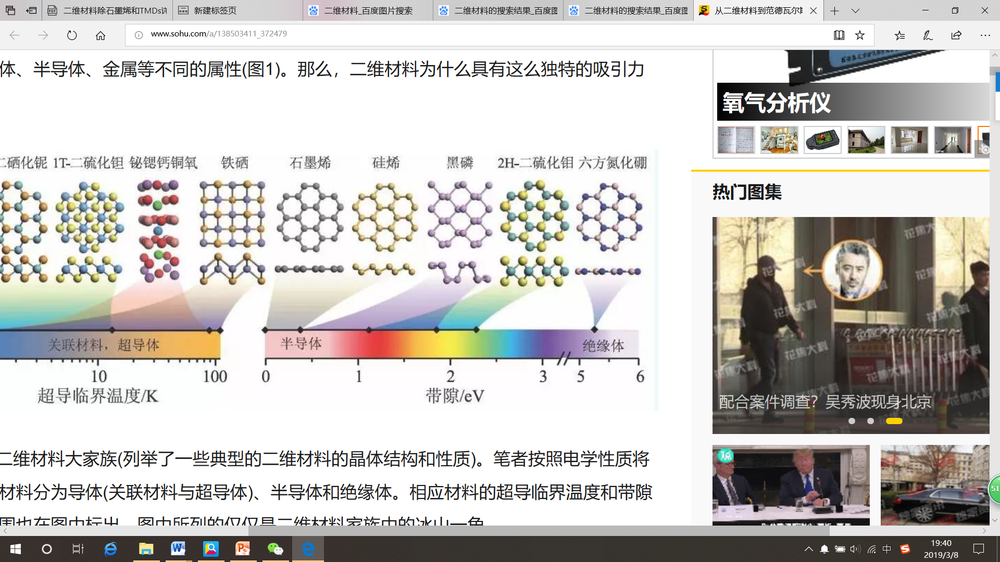 二维材料除石墨烯和TMDs详
新建标签页
二维材料_百度图片搜索
二维材料的搜索结果_百度图
二维材料的搜索结果_百度图
从二维材料到范德瓦尔斯
www.sohu.com/a/138503411_372479
体、半导体、金属等不同的属性(图1)。那么，二维材料为什么具有这么独特的吸引力
氧气分析仪
二硒化铌 1T-二硫化钽 铋锶钙铜氧 铁硒 石墨烯 硅烯 黑磷 2H-二硫化钼 六方氮化硼
关联材料，超导体
半导体
绝缘体
10 100
0 1 2 3 5 6
超导临界温度/K
带隙/eV
二维材料大家族(列举了一些典型的二维材料的晶体结构和性质)。笔者按照电学性质将
材料分为导体(关联材料与超导体)、半导体和绝缘体。相应材料的超导临界温度和带隙
围也在图中标出。图中所列的仅仅是二维材料家族中的冰山一角
热门图集
花焦大料
配合案件调查？吴秀波现身北京
51
中
19:40
2019/3/8